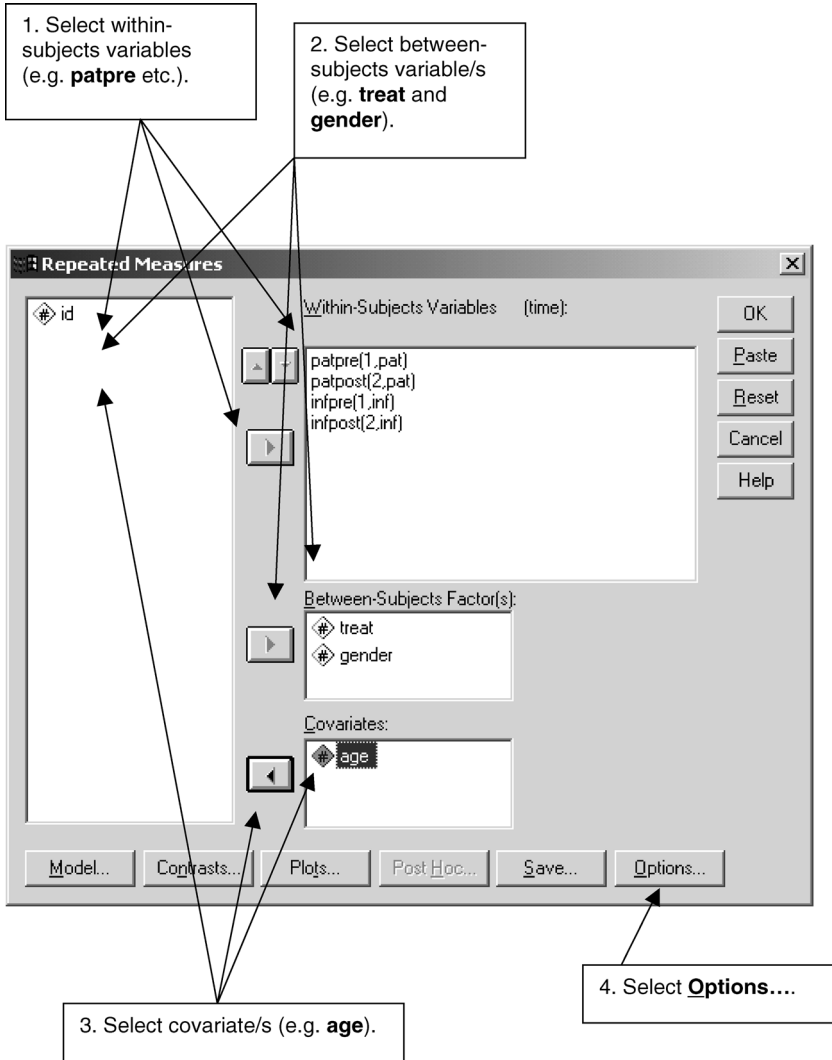 1. Select within-
subjects variables
(e.g. patpre etc.).
2. Select between-
subjects variable/s
(e.g. treat and
gender).
Repeated Measures
id
Within-Subjects Variables (time):
patpre(1,pat)
patpost(2,pat)
infpre(1,inf)
infpost(2,inf)
OK
Paste
Reset
Cancel
Help
Between-Subjects Factor(s):
treat
gender
Covariates:
age
Model... Contrasts... Plots... Post Hoc... Save... Options...
3. Select covariate/s (e.g. age).
4. Select Options....